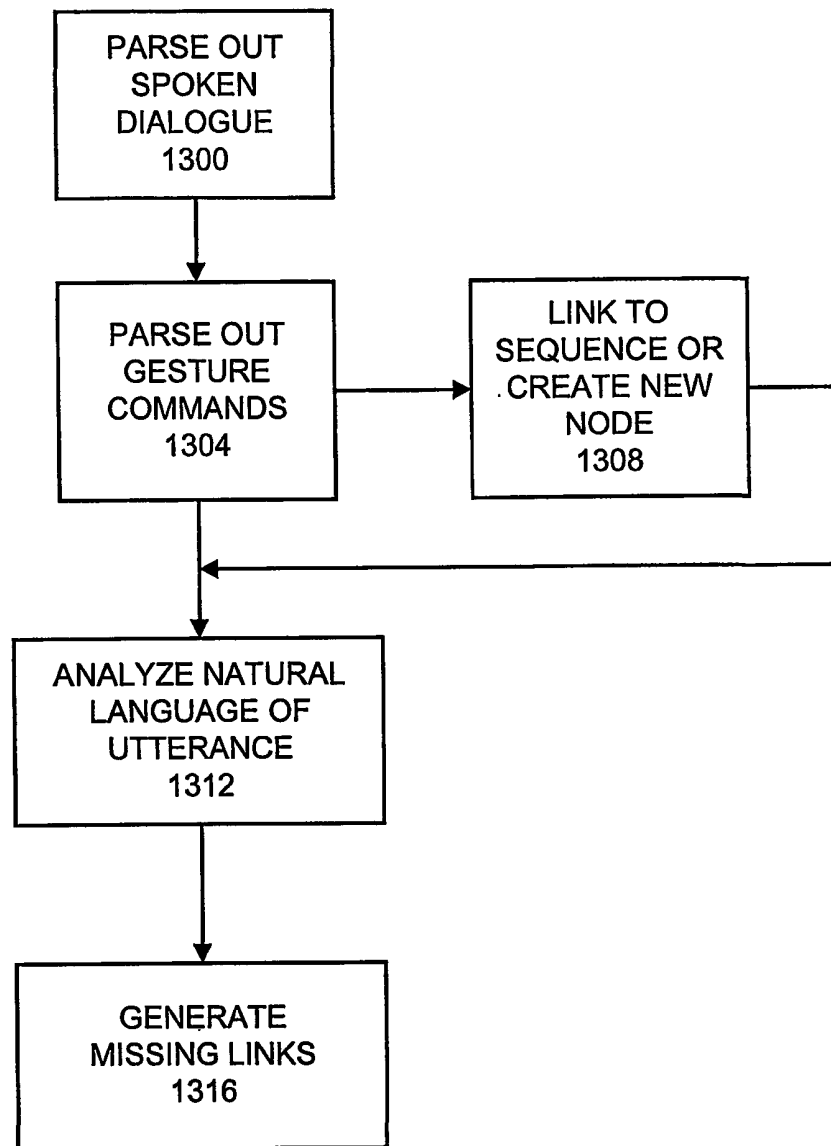 PARSE OUT
SPOKEN
DIALOGUE
1300
PARSE OUT
GESTURE
COMMANDS
1304
LINK TO
SEQUENCE OR
CREATE NEW
NODE
1308
ANALYZE NATURAL
LANGUAGE OF
UTTERANCE
1312
GENERATE
MISSING LINKS
1316